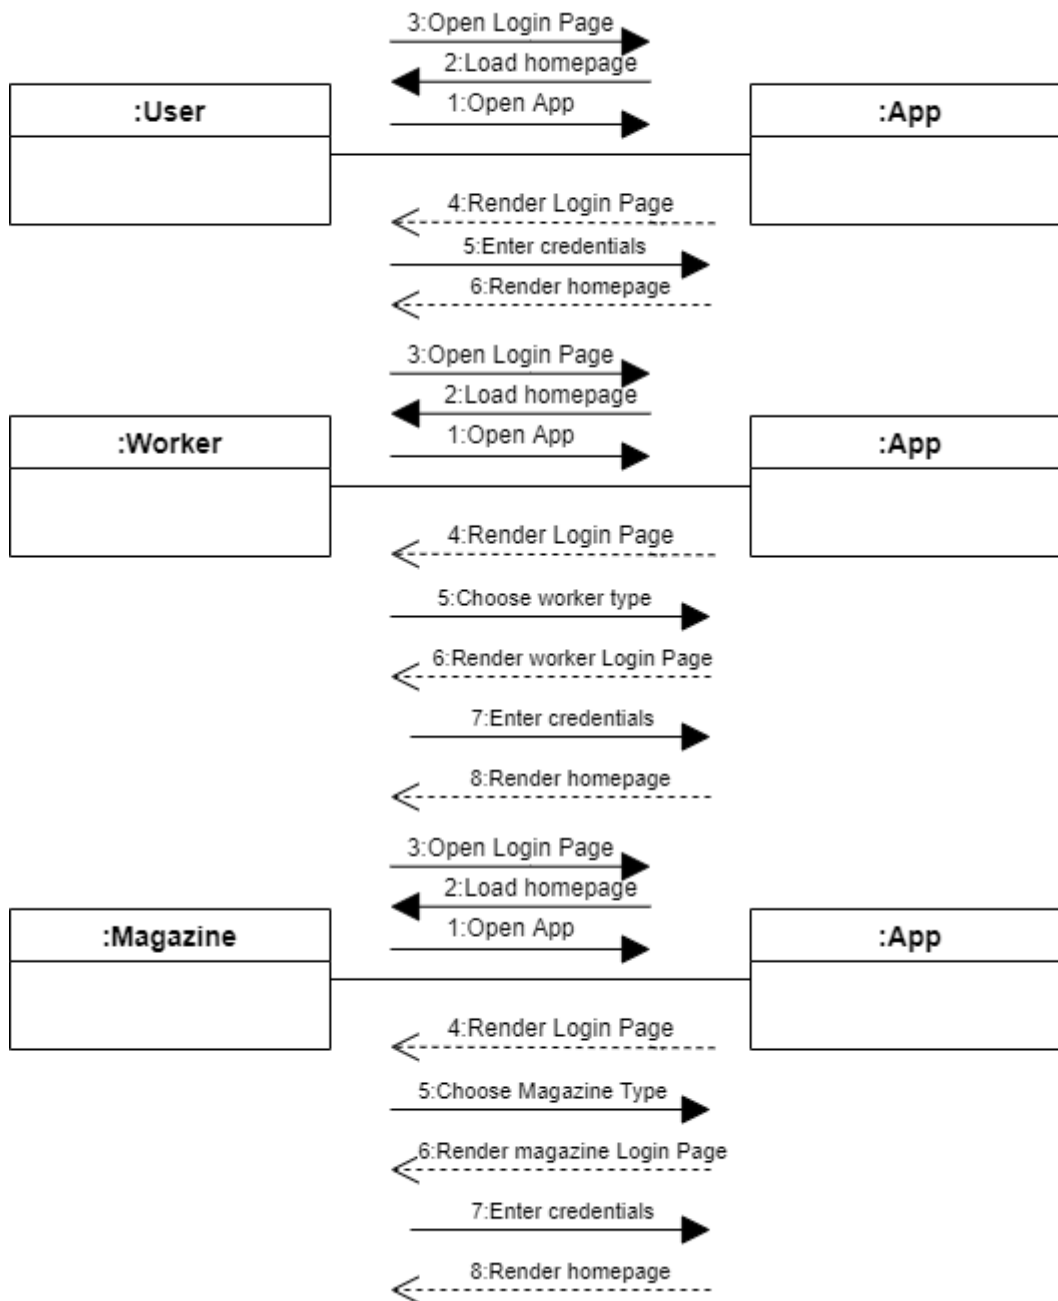 3:Open Login Page
2:Load homepage
1:Open App
:User
:App
4:Render Login Page
5:Enter credentials
6:Render homepage
3:Open Login Page
2:Load homepage
1:Open App
:Worker
:App
4:Render Login Page
5:Choose worker type
6:Render worker Login Page
7:Enter credentials
8:Render homepage
3:Open Login Page
2:Load homepage
1:Open App
:Magazine
:App
4:Render Login Page
5:Choose Magazine Type
6:Render magazine Login Page
7:Enter credentials
8:Render homepage